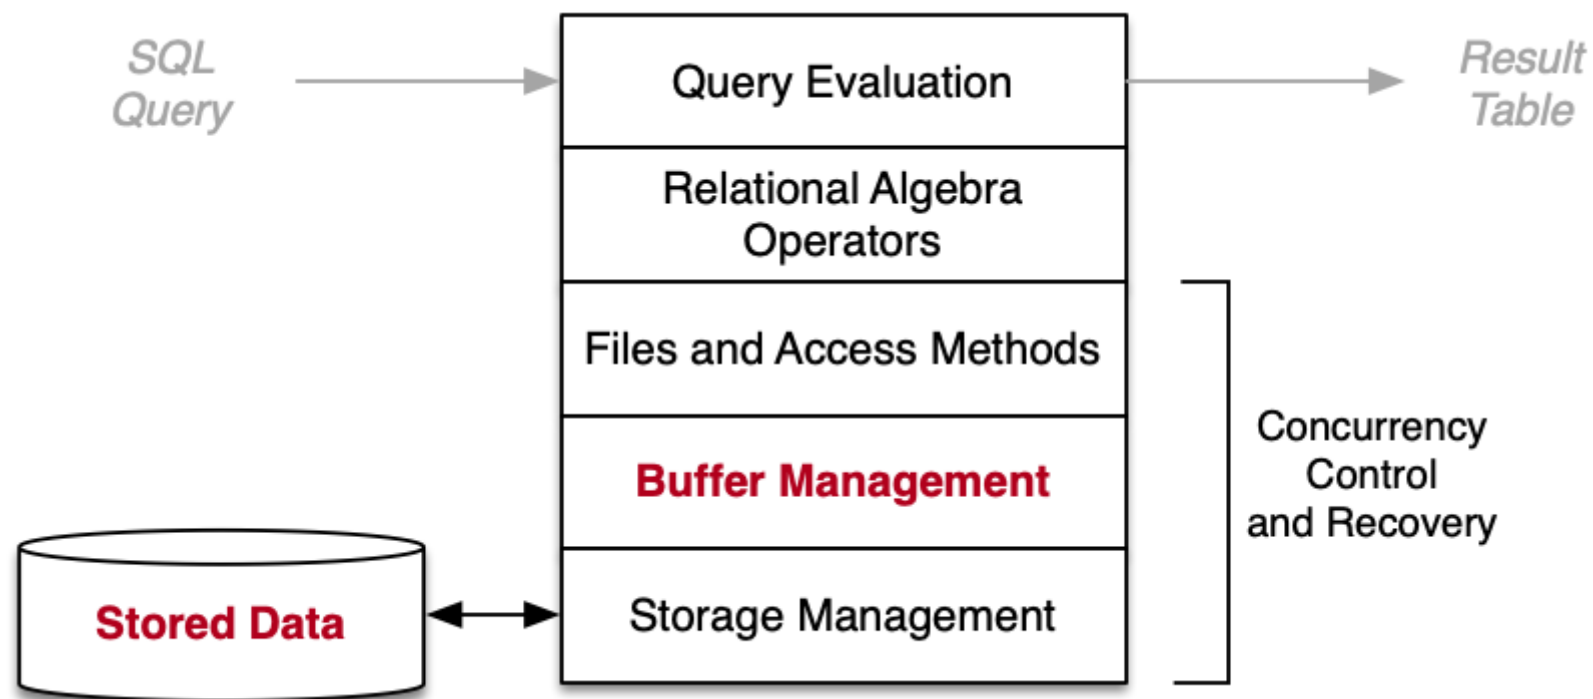 SQL
Query
Query Evaluation
Result
Table
Relational Algebra
Operators
Files and Access Methods
Buffer Management
Concurrency
Control
and Recovery
Stored Data
Storage Management